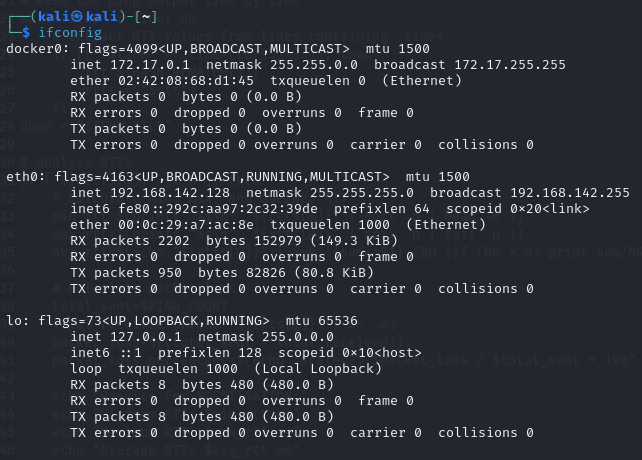 ┌──(kali㉿kali)-[~]
└─$ ifconfig
docker0: flags=4099<UP,BROADCAST,MULTICAST>  mtu 1500
        inet 172.17.0.1  netmask 255.255.0.0  broadcast 172.17.255.255
        ether 02:42:08:68:d1:45  txqueuelen 0  (Ethernet)
        RX packets 0  bytes 0 (0.0 B)
        RX errors 0  dropped 0  overruns 0  frame 0
        TX packets 0  bytes 0 (0.0 B)
        TX errors 0  dropped 0 overruns 0  carrier 0  collisions 0

eth0: flags=4163<UP,BROADCAST,RUNNING,MULTICAST>  mtu 1500
        inet 192.168.142.128  netmask 255.255.255.0  broadcast 192.168.142.255
        inet6 fe80::292c:aa97:2c32:39de  prefixlen 64  scopeid 0x20<link>
        ether 00:0c:29:a7:ac:8e  txqueuelen 1000  (Ethernet)
        RX packets 2202  bytes 152979 (149.3 KiB)
        RX errors 0  dropped 0  overruns 0  frame 0
        TX packets 950  bytes 82826 (80.8 KiB)
        TX errors 0  dropped 0 overruns 0  carrier 0  collisions 0

lo: flags=73<UP,LOOPBACK,RUNNING>  mtu 65536
        inet 127.0.0.1  netmask 255.0.0.0
        inet6 ::1  prefixlen 128  scopeid 0x10<host>
        loop  txqueuelen 1000  (Local Loopback)
        RX packets 8  bytes 480 (480.0 B)
        RX errors 0  dropped 0  overruns 0  frame 0
        TX packets 8  bytes 480 (480.0 B)
        TX errors 0  dropped 0 overruns 0  carrier 0  collisions 0